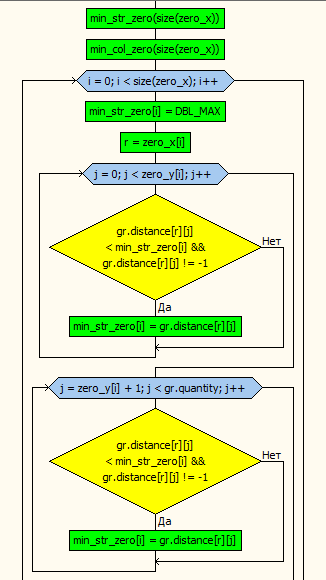 min_str_zero(size(zero_x))
min_col_zero(size(zero_x))
i = 0; i < size(zero_x); i++
min_str_zero[i] = DBL_MAX
r = zero_x[i]
j = 0; j < zero_y[i]; j++
gr.distance[r][j]
< min_str_zero[i] &&
gr.distance[r][j] != -1
Нет
Да
min_str_zero[i] = gr.distance[r][j]
j = zero_y[i] + 1; j < gr.quantity; j++
gr.distance[r][j]
< min_str_zero[i] &&
gr.distance[r][j] != -1
Нет
Да
min_str_zero[i] = gr.distance[r][j]